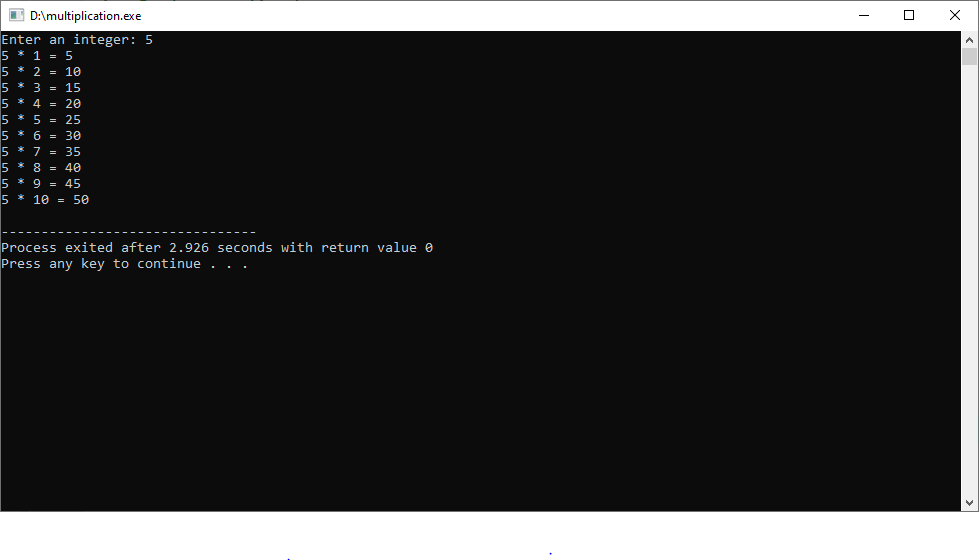 D:\multiplication.exe
Enter an integer: 5
5 * 1 = 5
5 * 2 = 10
5 * 3 = 15
5 * 4 = 20
5 * 5 = 25
5 * 6 = 30
5 * 7 = 35
5 * 8 = 40
5 * 9 = 45
5 * 10 = 50
--------------------------------
Process exited after 2.926 seconds with return value 0
Press any key to continue . . .